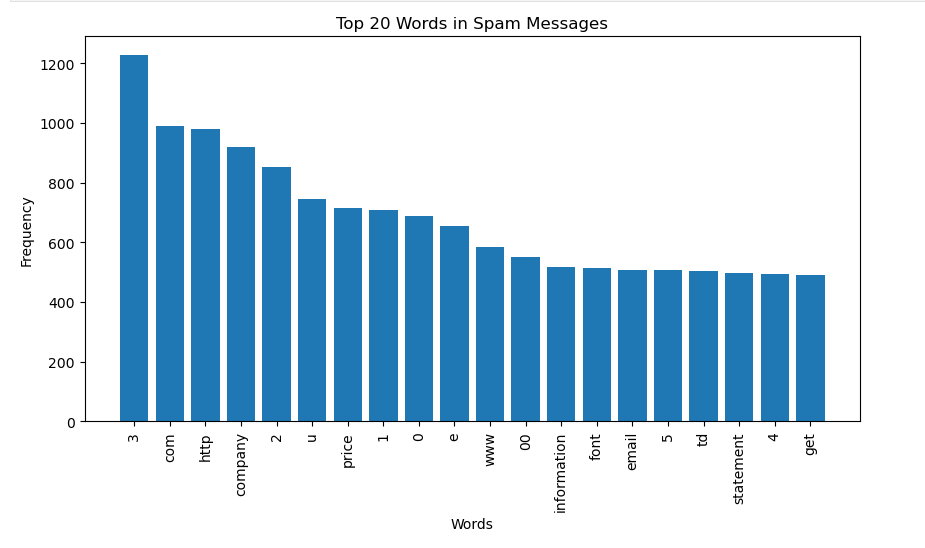 Top 20 Words in Spam Messages
1200
1000
800
600
400
200
0
Frequency
3
com
http
company
2
u
price
1
0
e
www
00
information
font
email
5
td
statement
4
get
Words